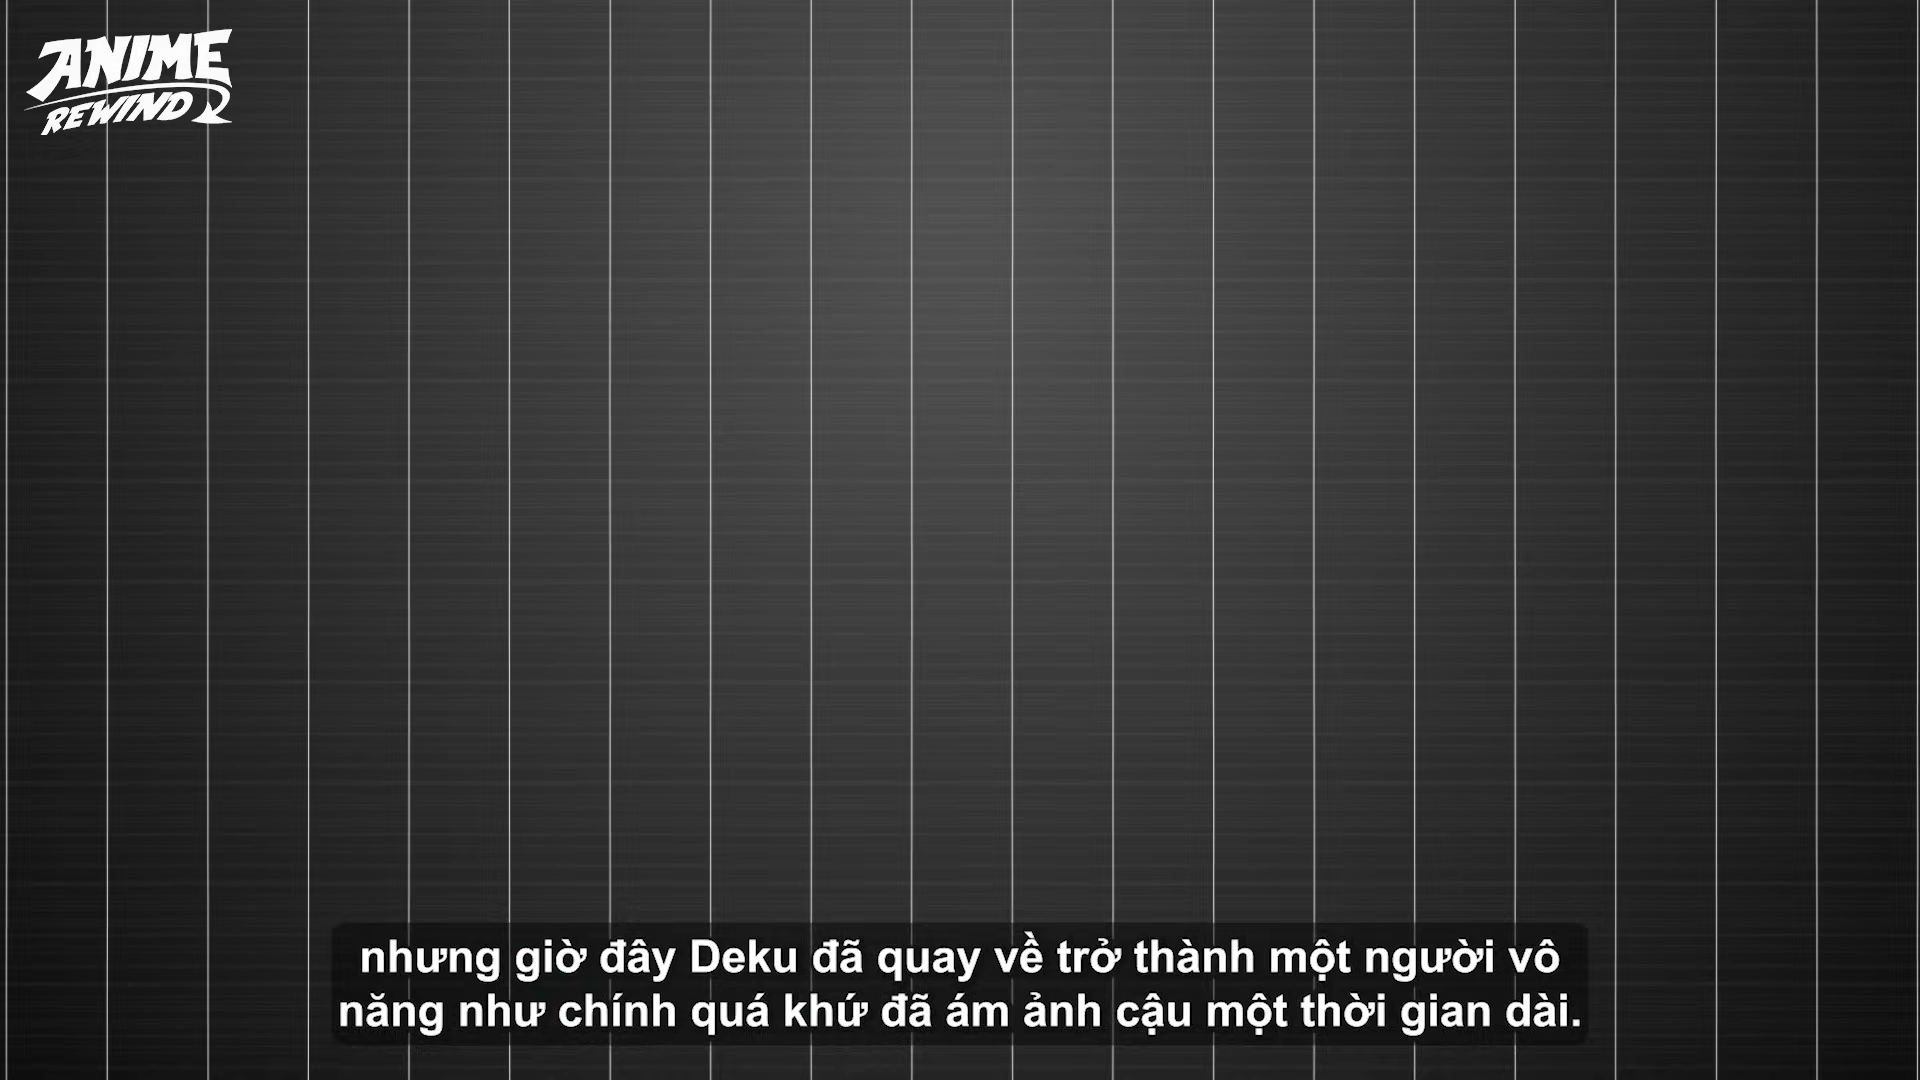 ANIME
REWIND
nhưng giờ đây Deku đã quay về trở thành một người vô
năng như chính quá khứ đã ám ảnh cậu một thời gian dài.